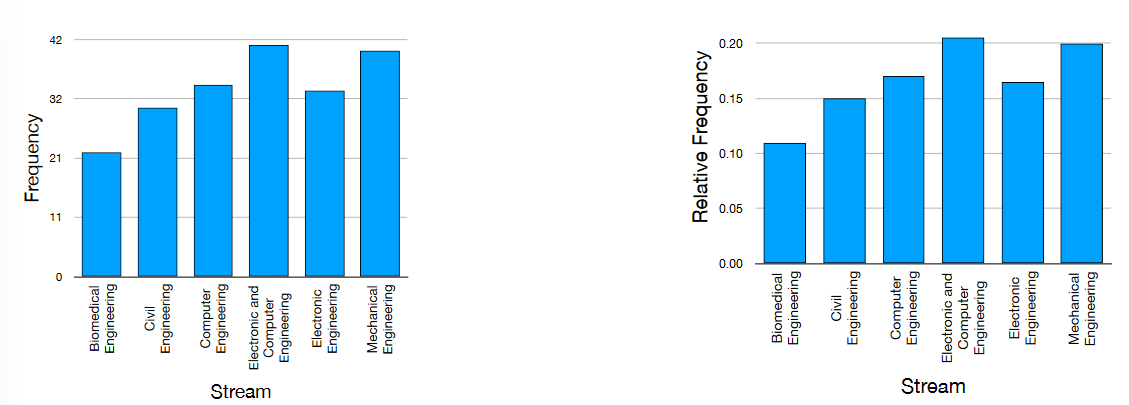 42
32
21
11
0
Frequency
Biomedical
Engineering
Civil
Engineering
Computer
Engineering
Electronic and
Computer
Engineering
Electronic
Engineering
Mechanical
Engineering
Stream
0.20
0.15
0.10
0.05
0.00
Relative Frequency
Biomedical
Engineering
Civil
Engineering
Computer
Engineering
Electronic and
Computer
Engineering
Electronic
Engineering
Mechanical
Engineering
Stream